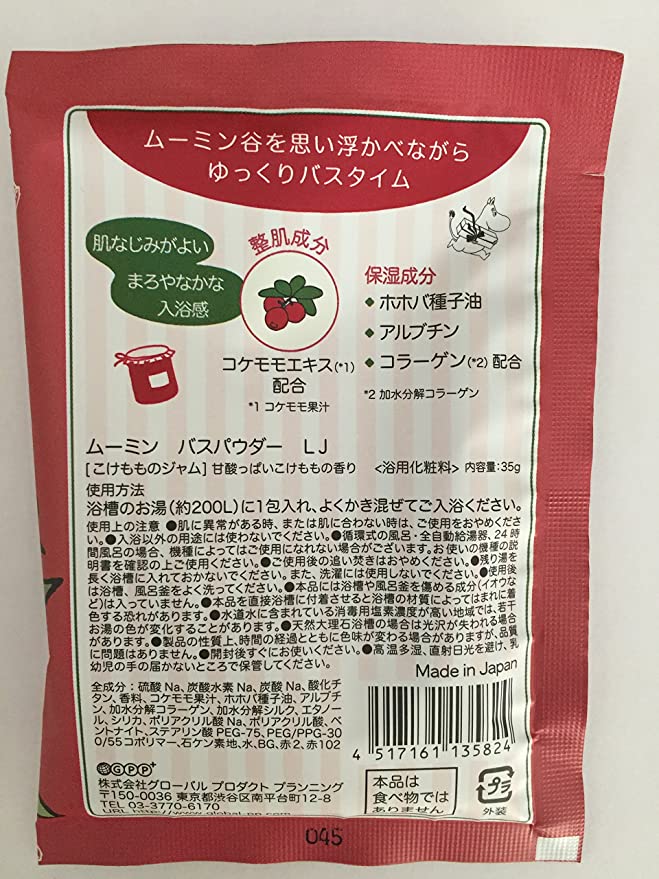 ムーミン谷を思い浮かべながら
ゆっくりバスタイム
肌なじみがよい
まろやなかな
入浴感
整肌成分
コケモモエキス(*1)
配合
*1 コケモモ果汁
保湿成分
◆ ホホバ種子油
◆ アルブチン
◆ コラーゲン(*2) 配合
*2 加水分解コラーゲン
ムーミン バスパウダー LJ
[こけもものジャム] 甘酸っぱいこけももの香り <浴用化粧料> 内容量:35g
使用方法
浴槽のお湯(約200L)に1包入れ、よくかき混ぜてご入浴ください。
使用上の注意 ●肌に異常がある時、または肌に合わない時は、ご使用をおやめくださ
い。●入浴以外の用途には使わないでください。●循環式の風呂・全自動給湯器、24時
間風呂の場合、機種によってはご使用になれない場合がございます。お使いの機種の説
明書を確認の上ご使用ください。●ご使用後の追い焚きはおやめください。●残り湯を
長く浴槽に入れておかないでください。また、洗濯には使用しないでください。●使用後
は浴槽、風呂釜をよく洗ってください。●本品には浴槽や風呂釜を傷める成分(イオウな
ど)は入っていません。●本品を直接浴槽に付着させると浴槽の材質によってはまれに着
色する恐れがあります。●水道水に含まれている消毒用塩素濃度が高い地域では、若干
お湯の色が変化することがあります。●天然大理石浴槽の場合は光沢が失われる場合
があります。●製品の性質上、時間の経過とともに色味が変わる場合がありますが、品質
に問題はありません。●開封後すぐにお使いください。●高温多湿、直射日光を避け、乳
幼児の手の届かないところで保管してください。
Made in Japan
全成分：硫酸Na、炭酸水素Na、炭酸Na、酸化チ
タン、香料、コケモモ果汁、ホホバ種子油、アルブチ
ン、加水分解コラーゲン、加水分解シルク、エタノー
ル、シリカ、ポリアクリル酸Na、ポリアクリル酸、ベ
ントナイト、ステアリン酸PEG-75、PEG/PPG-30
0/55コポリマー、石ケン素地、水、BG、赤2、赤102
4 517161 135824
GPP+
株式会社グローバル プロダクト プランニング
〒150-0036 東京都渋谷区南平台町12-8
TEL 03-3770-6170
URL http://www.global-pp.com
本品は
食べ物では
ありません
プラ
外装
045